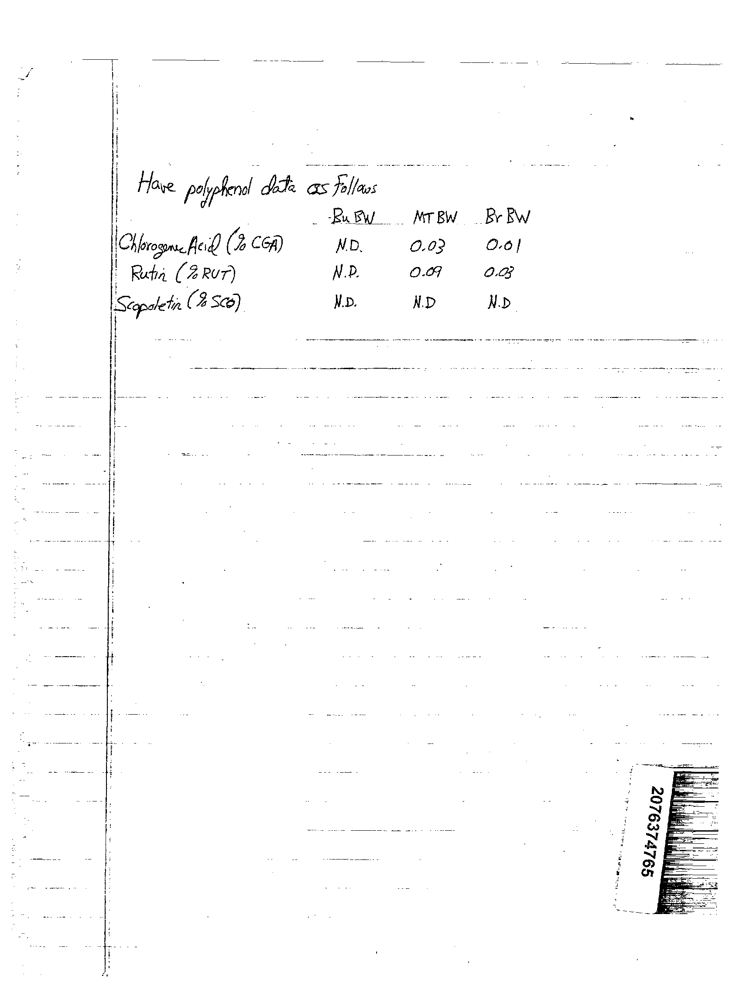 Have polyphenol data as follows
Bu BW MT BW Br BW
Chlorogenic Acid (% CGA) N.D. 0.03 0.01
Rutin (% RUT) N.D. 0.09 0.03
Scopoletin (% SCO) N.D. N.D N.D
2076374765